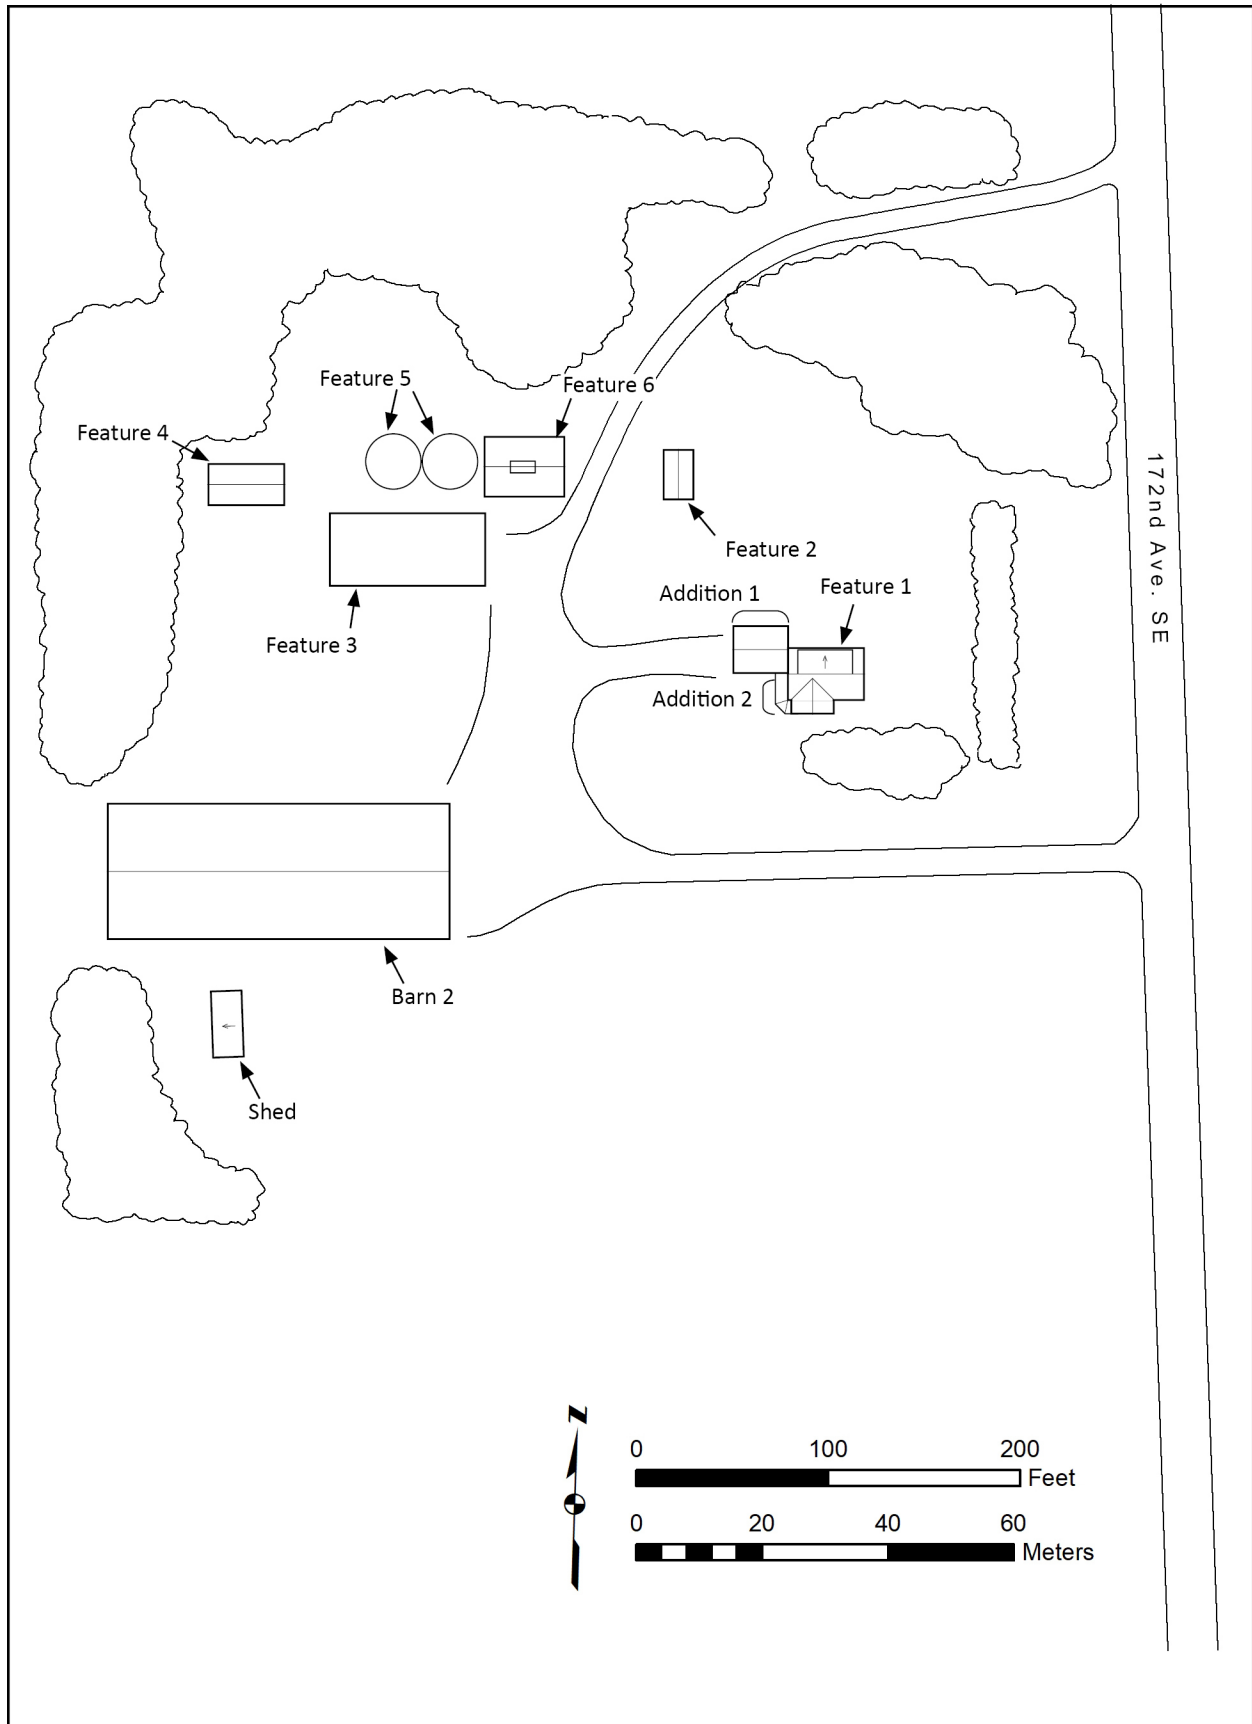 Feature 5
Feature 6
Feature 4
172nd Ave. SE
Feature 2
Addition 1
Feature 1
Feature 3
Addition 2
Barn 2
Shed
N
0 100 200
Feet
0 20 40 60
Meters